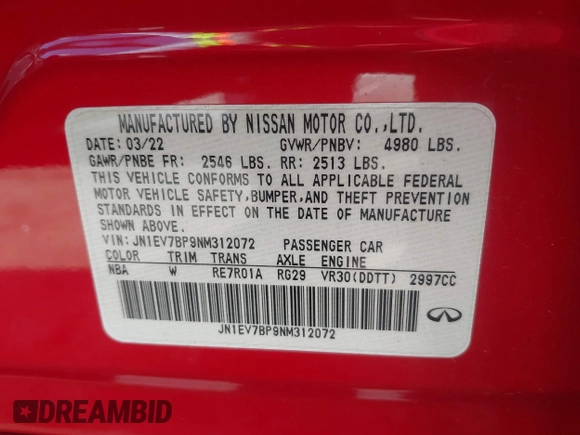 MANUFACTURED BY NISSAN MOTOR CO.,LTD.
DATE: 03/22 GVWR/PNBV: 4980 LBS.
GAWR/PNBE FR: 2546 LBS. RR: 2513 LBS.
THIS VEHICLE CONFORMS TO ALL APPLICABLE FEDERAL
MOTOR VEHICLE SAFETY,BUMPER,AND THEFT PREVENTION
STANDARDS IN EFFECT ON THE DATE OF MANUFACTURE
SHOWN ABOVE.
VIN: JN1EV7BP9NM312072 PASSENGER CAR
COLOR TRIM TRANS AXLE ENGINE
NBA W RE7R01A RG29 VR30(DDTT) 2997CC
JN1EV7BP9NM312072
DREAMBID